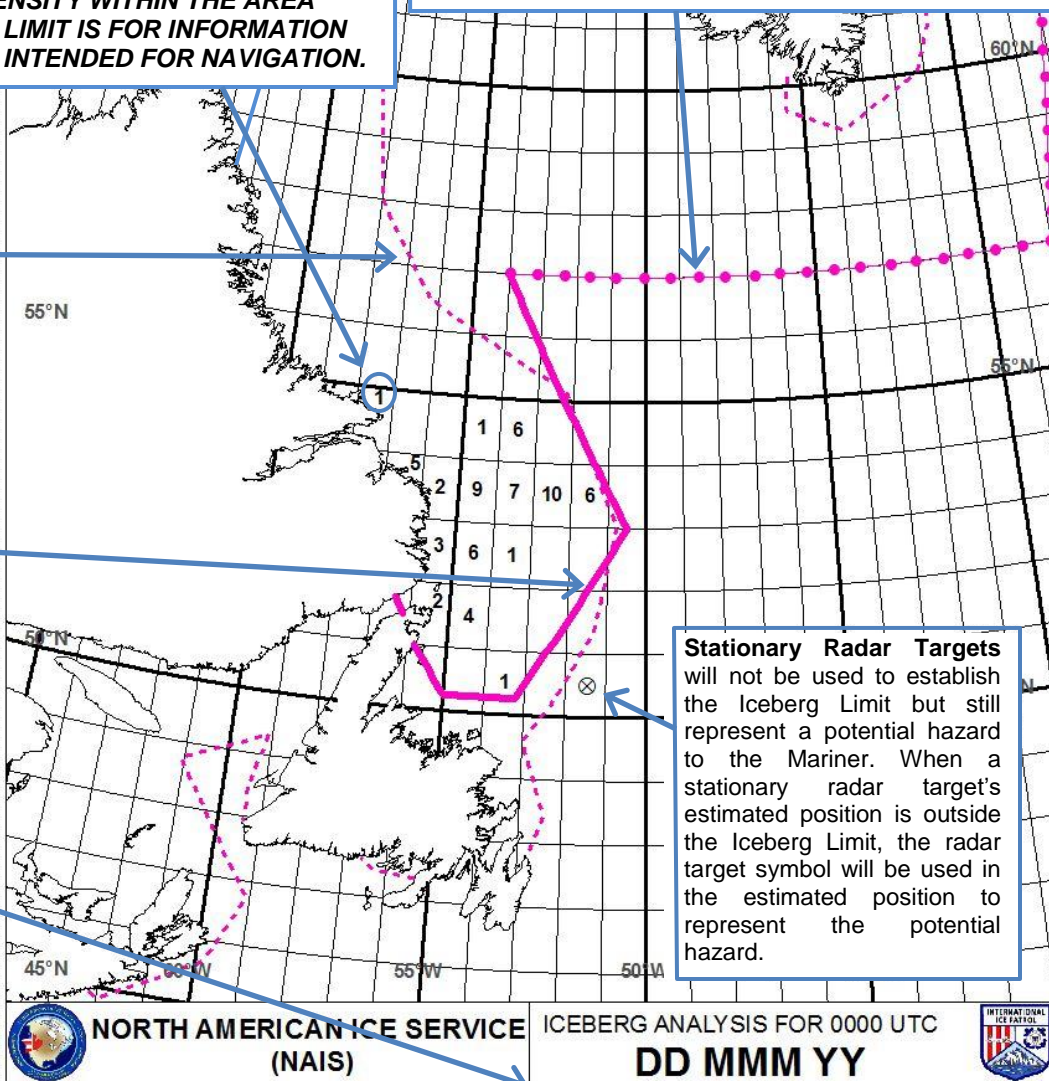 ENSITY WITHIN THE AREA
LIMIT IS FOR INFORMATION
INTENDED FOR NAVIGATION.
60°N
55°N
55°N
1
1 6
5
2 9 7 10 6
3 6 1
2
4
50°N
1
N
Stationary Radar Targets
will not be used to establish
the Iceberg Limit but still
represent a potential hazard
to the Mariner. When a
stationary radar target's
estimated position is outside
the Iceberg Limit, the radar
target symbol will be used in
the estimated position to
represent the potential
hazard.
45°N 60°W 55°W 50°W
NORTH AMERICAN ICE SERVICE
(NAIS)
ICEBERG ANALYSIS FOR 0000 UTC
DD MMM YY
INTERNATIONAL
ICE PATROL